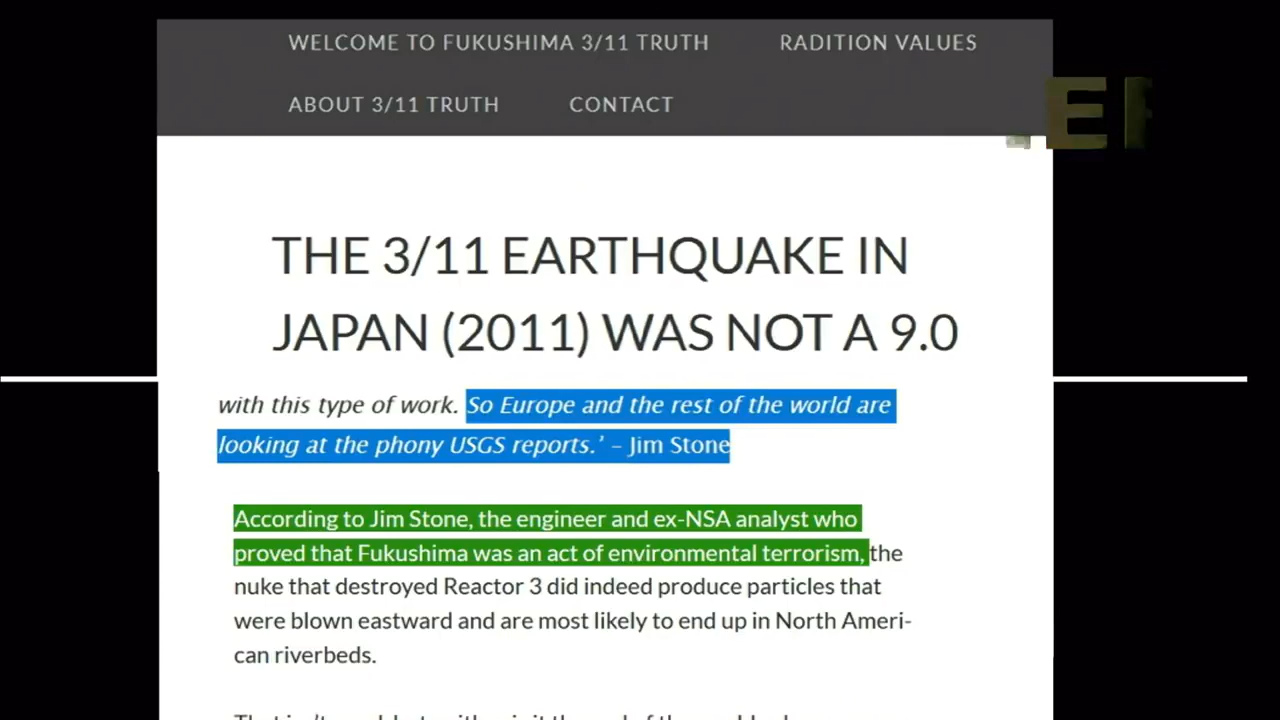 WELCOME TO FUKUSHIMA 3/11 TRUTH RADITION VALUES
ABOUT 3/11 TRUTH CONTACT
THE 3/11 EARTHQUAKE IN
JAPAN (2011) WAS NOT A 9.0
with this type of work. So Europe and the rest of the world are
looking at the phony USGS reports.’ – Jim Stone
According to Jim Stone, the engineer and ex-NSA analyst who
proved that Fukushima was an act of environmental terrorism, the
nuke that destroyed Reactor 3 did indeed produce particles that
were blown eastward and are most likely to end up in North Ameri-
can riverbeds.